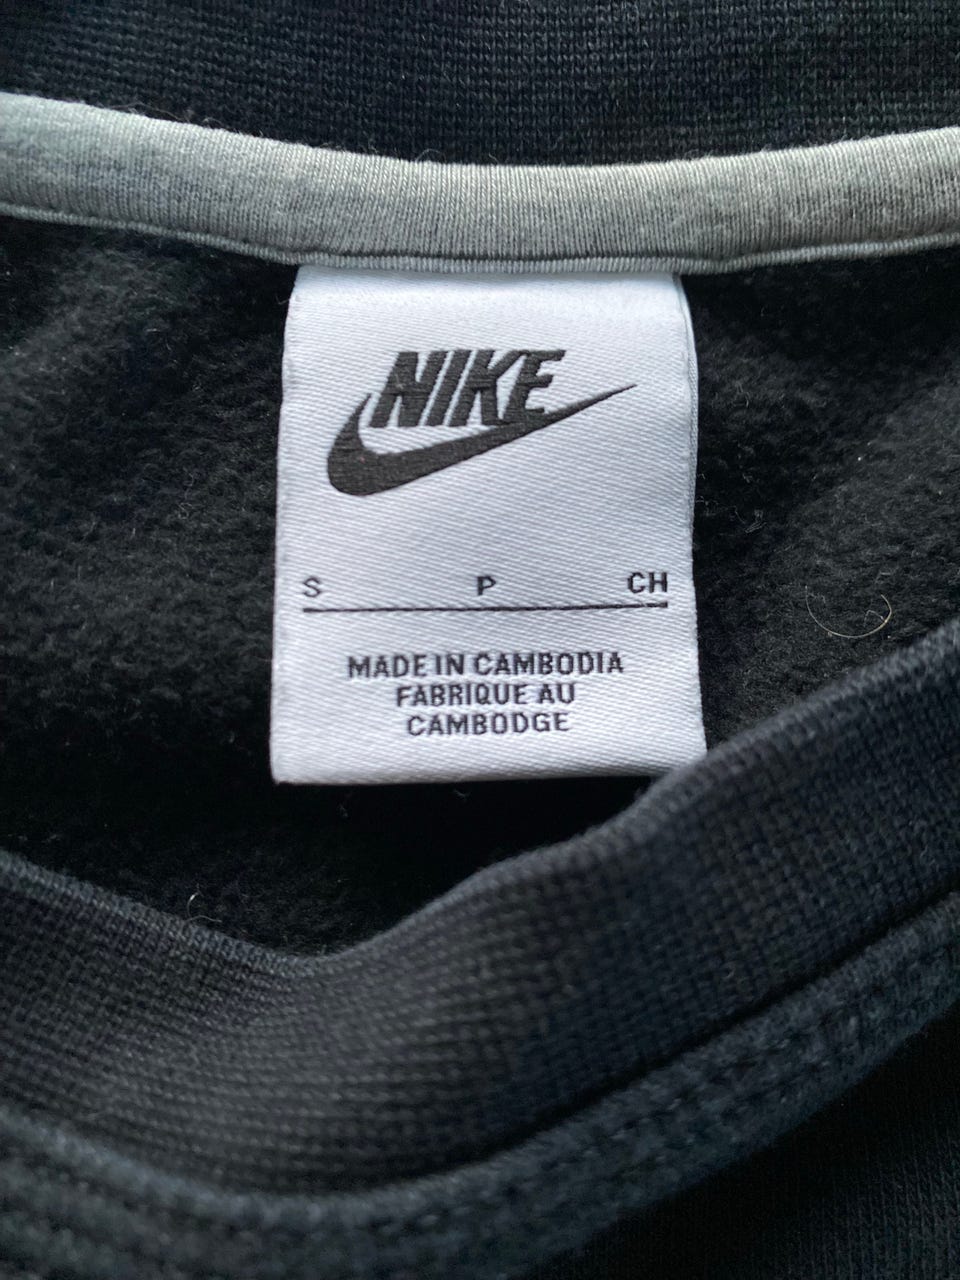 NIKE
S P CH
MADE IN CAMBODIA
FABRIQUE AU
CAMBODGE